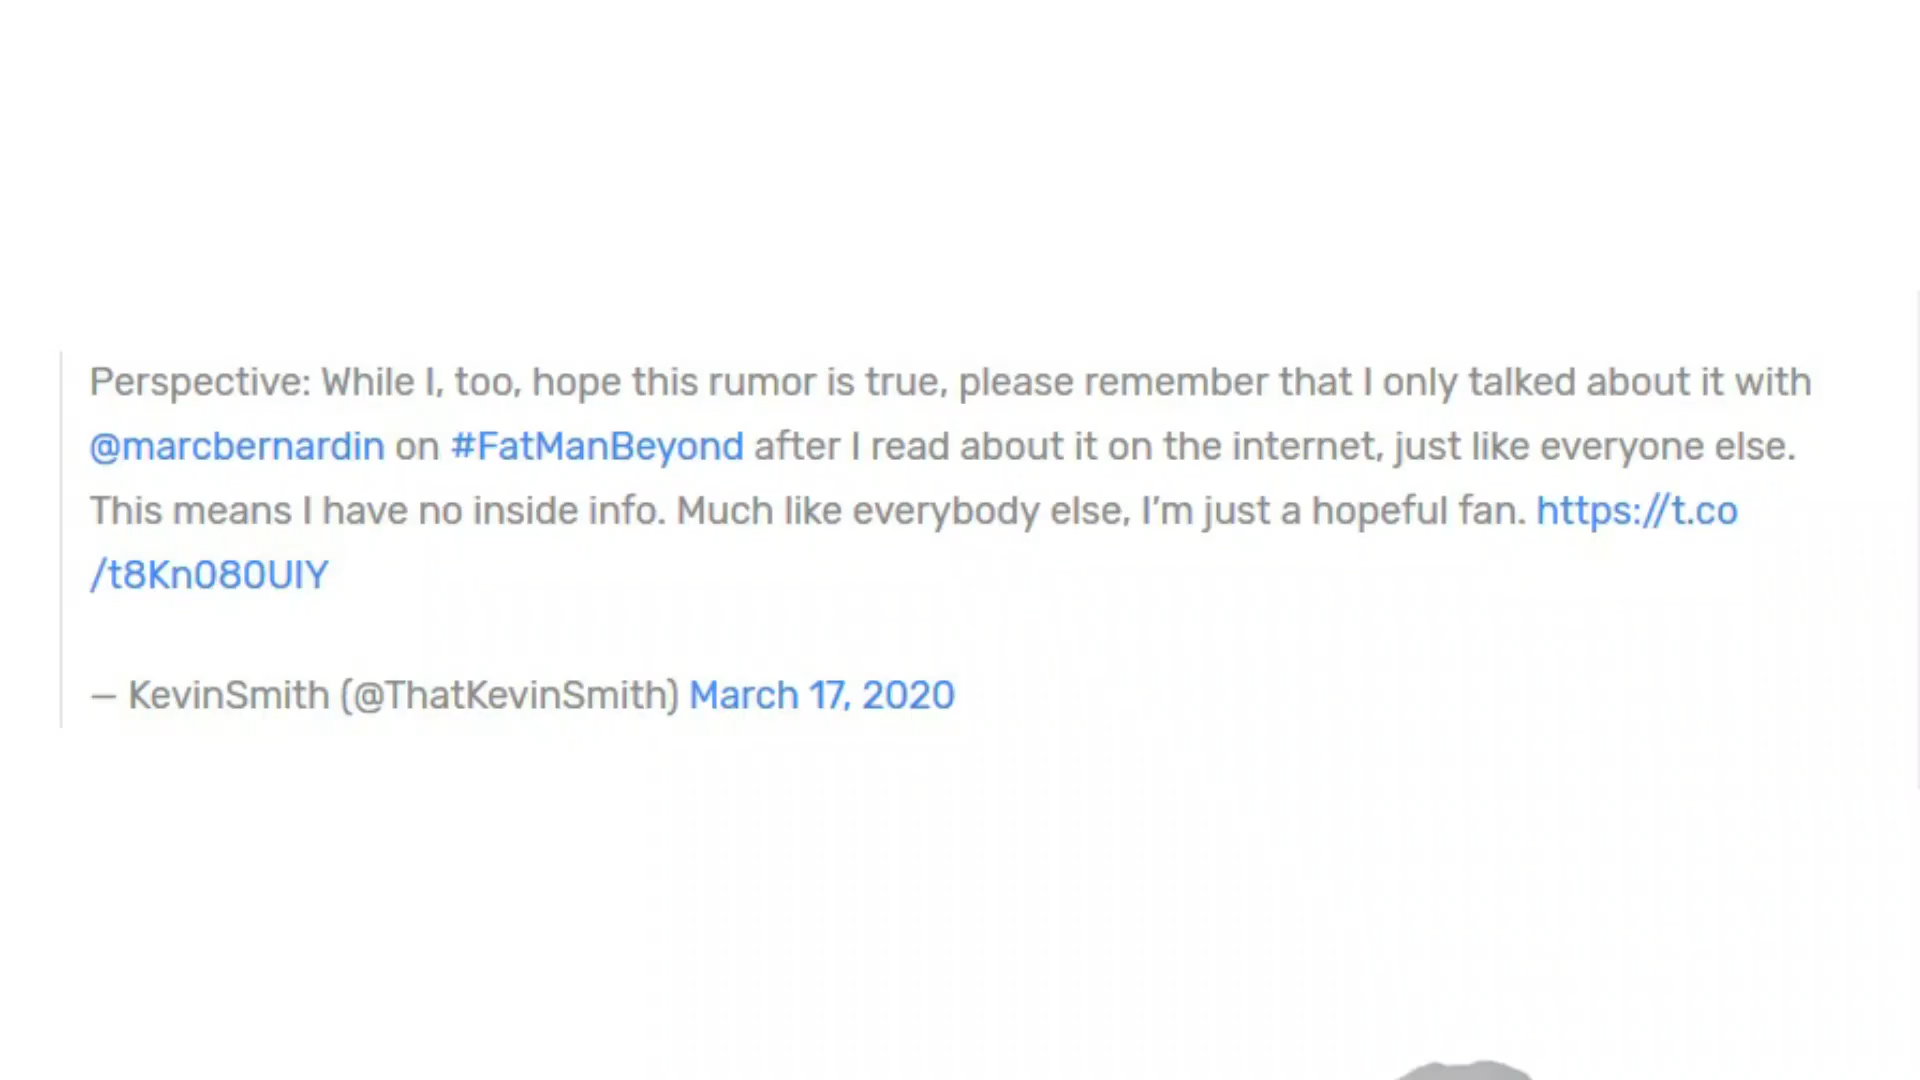 Perspective: While I, too, hope this rumor is true, please remember that I only talked about it with
@marcbernardin on #FatManBeyond after I read about it on the internet, just like everyone else.
This means I have no inside info. Much like everybody else, I’m just a hopeful fan. https://t.co
/t8Kn080UIY
— KevinSmith (@ThatKevinSmith) March 17, 2020